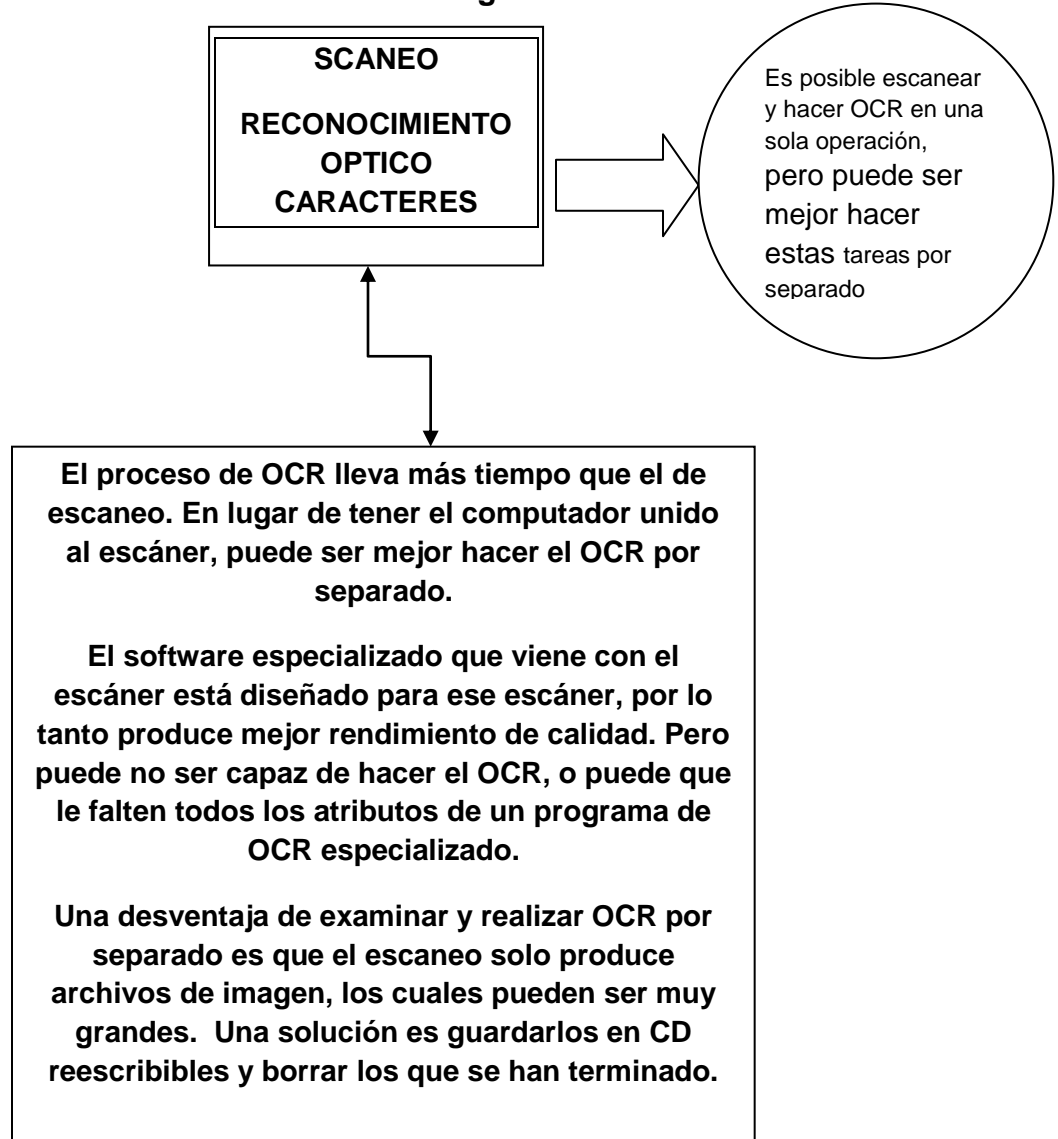 SCANEO
RECONOCIMIENTO
OPTICO
CARACTERES
Es posible escanear
y hacer OCR en una
sola operación,
pero puede ser
mejor hacer
estas tareas por
separado
El proceso de OCR lleva más tiempo que el de
escaneo. En lugar de tener el computador unido
al escáner, puede ser mejor hacer el OCR por
separado.
El software especializado que viene con el
escáner está diseñado para ese escáner, por lo
tanto produce mejor rendimiento de calidad. Pero
puede no ser capaz de hacer el OCR, o puede que
le falten todos los atributos de un programa de
OCR especializado.
Una desventaja de examinar y realizar OCR por
separado es que el escaneo solo produce
archivos de imagen, los cuales pueden ser muy
grandes.  Una solución es guardarlos en CD
reescribibles y borrar los que se han terminado.